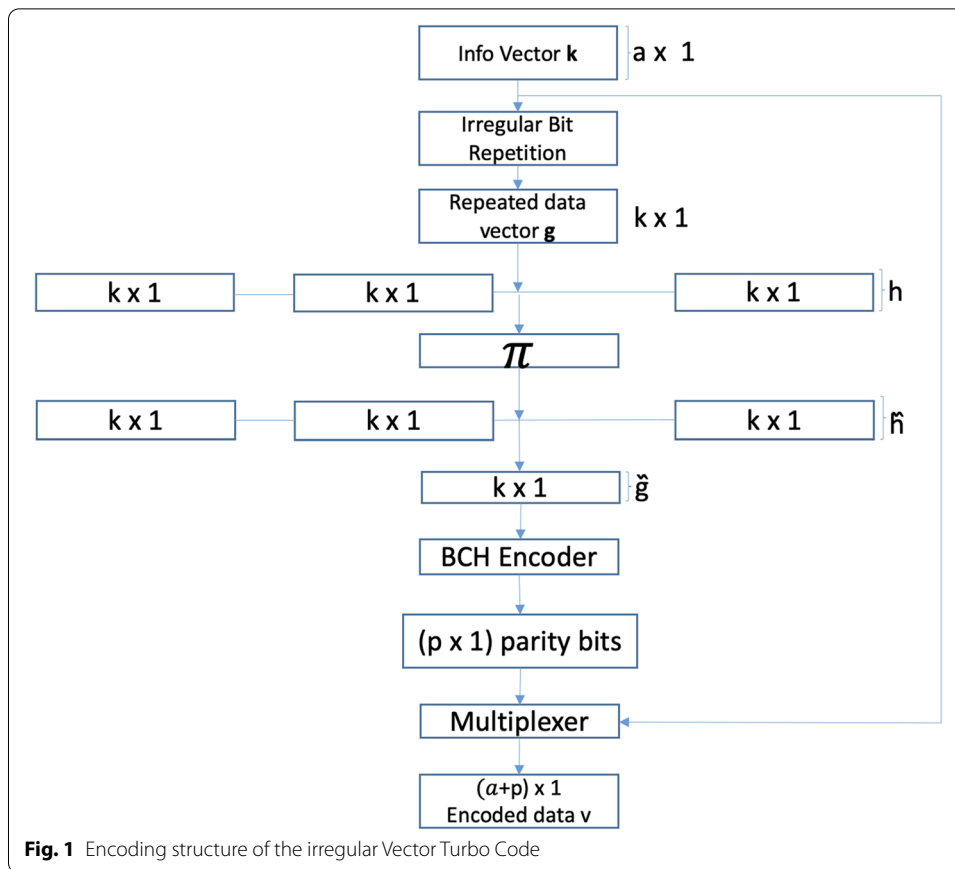 Info Vector k
a x 1
Irregular Bit
Repetition
Repeated data
vector g
k x 1
k x 1
k x 1
k x 1
h
π
k x 1
k x 1
k x 1
h̃
k x 1
ğ
BCH Encoder
(p x 1) parity bits
Multiplexer
(a+p) x 1
Encoded data v
Fig. 1 Encoding structure of the irregular Vector Turbo Code